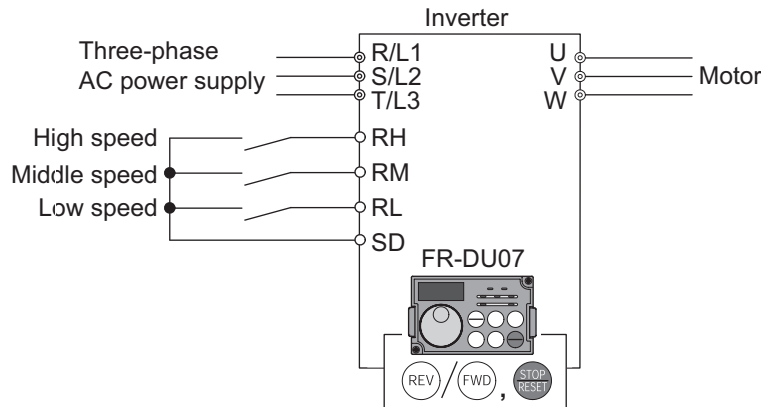 Inverter
Three-phase
AC power supply
R/L1
S/L2
T/L3
U
V
W
Motor
High speed
RH
Middle speed
RM
Low speed
RL
SD
FR-DU07
REV / FWD , STOP
RESET